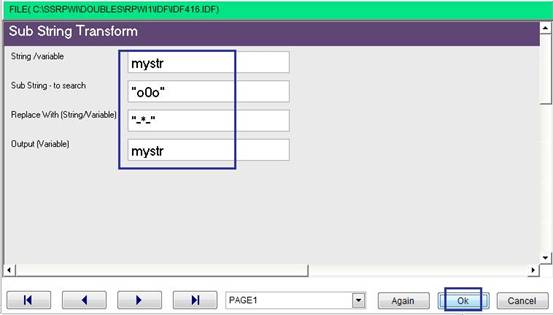 FILE( C:\SSRPWI\DOUBLES\RPWI1\IDF\IDF416.IDF)
Sub String Transform
String /variable
mystr
Sub String - to search
"o0o"
Replace With (String/Variable)
"-*-"
Output (Variable)
mystr
PAGE1
Again
Ok
Cancel